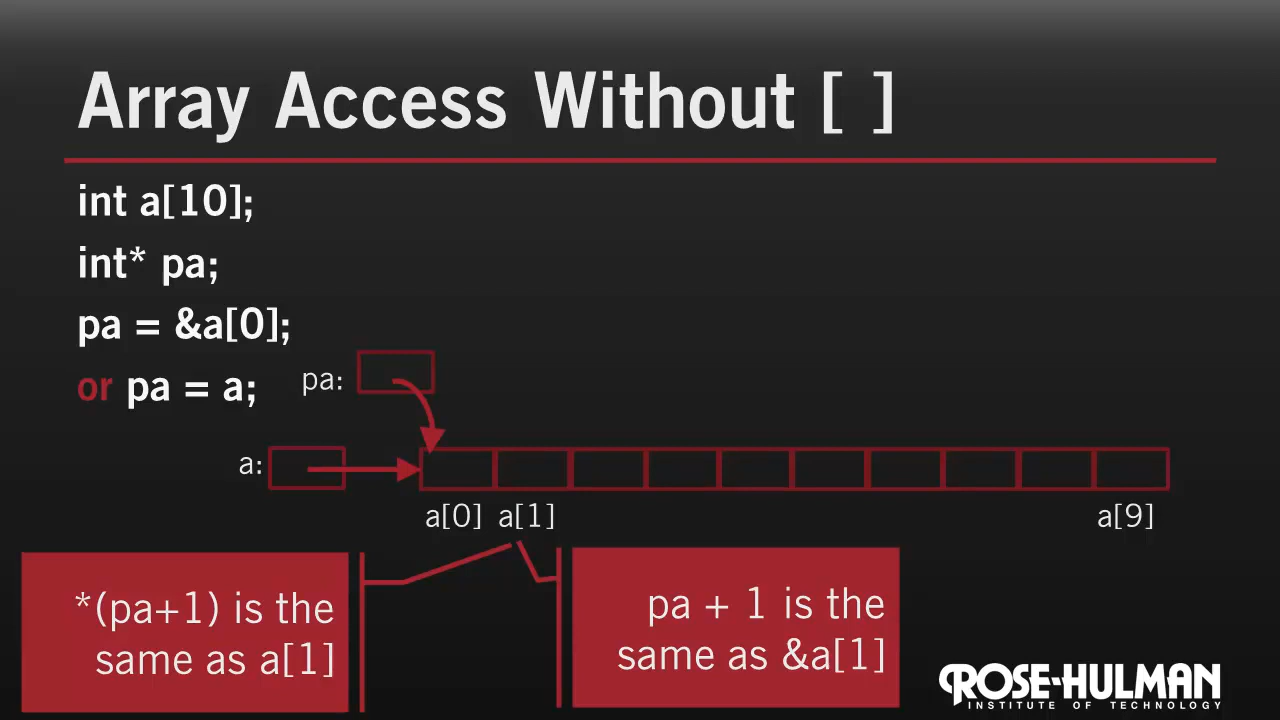 Array Access Without [ ]
int a[10];
int* pa;
pa = &a[0];
or pa = a;
pa:
a:
a[0] a[1] a[9]
*(pa+1) is the
same as a[1]
pa + 1 is the
same as &a[1]
ROSE-HULMAN
INSTITUTE OF TECHNOLOGY